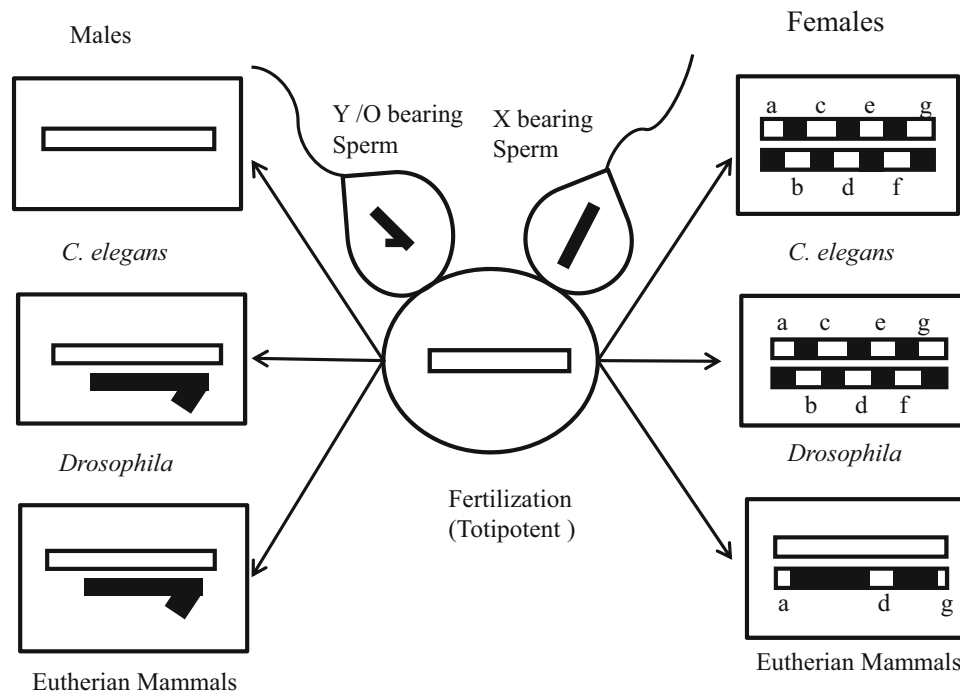 Males
Females
Y /O bearing
Sperm
X bearing
Sperm
a c e g
b d f
C. elegans
C. elegans
a c e g
b d f
Drosophila
Drosophila
Fertilization
(Totipotent )
a d g
Eutherian Mammals
Eutherian Mammals